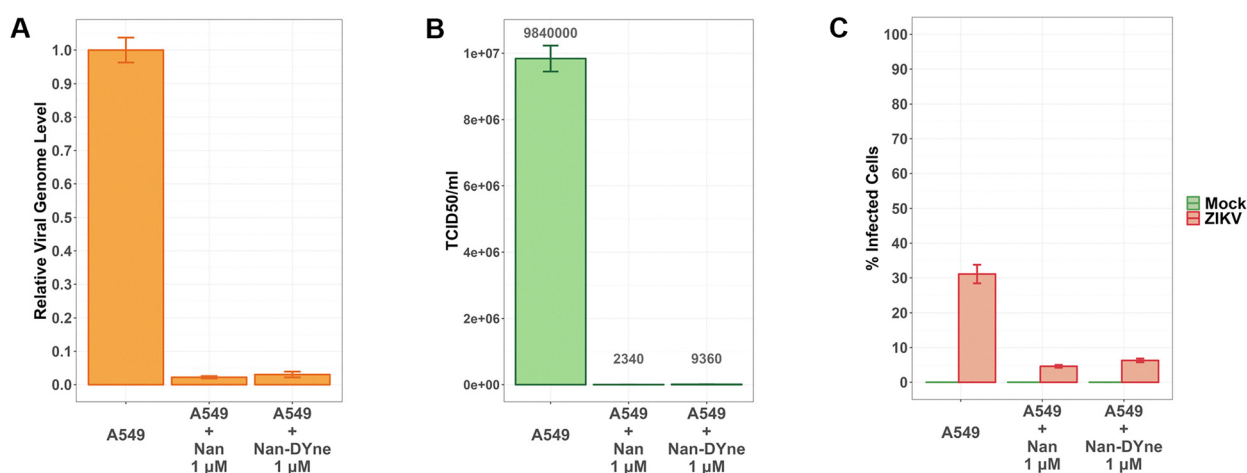 A
Relative Viral Genome Level
1.0
0.9
0.8
0.7
0.6
0.5
0.4
0.3
0.2
0.1
0.0
A549
A549
+
Nan
1 µM
A549
+
Nan-DYne
1 µM
B
TCID50/ml
1e+07
8e+06
6e+06
4e+06
2e+06
0e+00
9840000
2340
9360
A549
A549
+
Nan
1 µM
A549
+
Nan-DYne
1 µM
C
% Infected Cells
100
90
80
70
60
50
40
30
20
10
0
A549
A549
+
Nan
1 µM
A549
+
Nan-DYne
1 µM
Mock
ZIKV